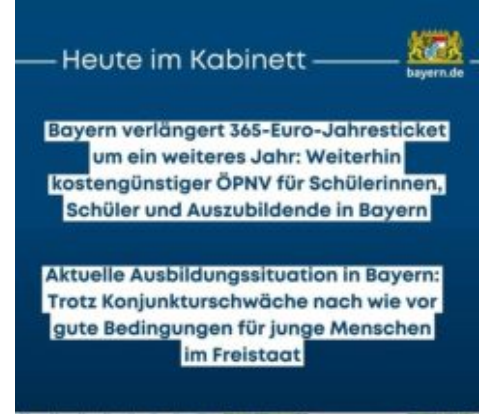 Heute im Kabinett
bayern.de
Bayern verlängert 365-Euro-Jahresticket
um ein weiteres Jahr: Weiterhin
kostengünstiger ÖPNV für Schülerinnen,
Schüler und Auszubildende in Bayern
Aktuelle Ausbildungssituation in Bayern:
Trotz Konjunkturschwäche nach wie vor
gute Bedingungen für junge Menschen
im Freistaat